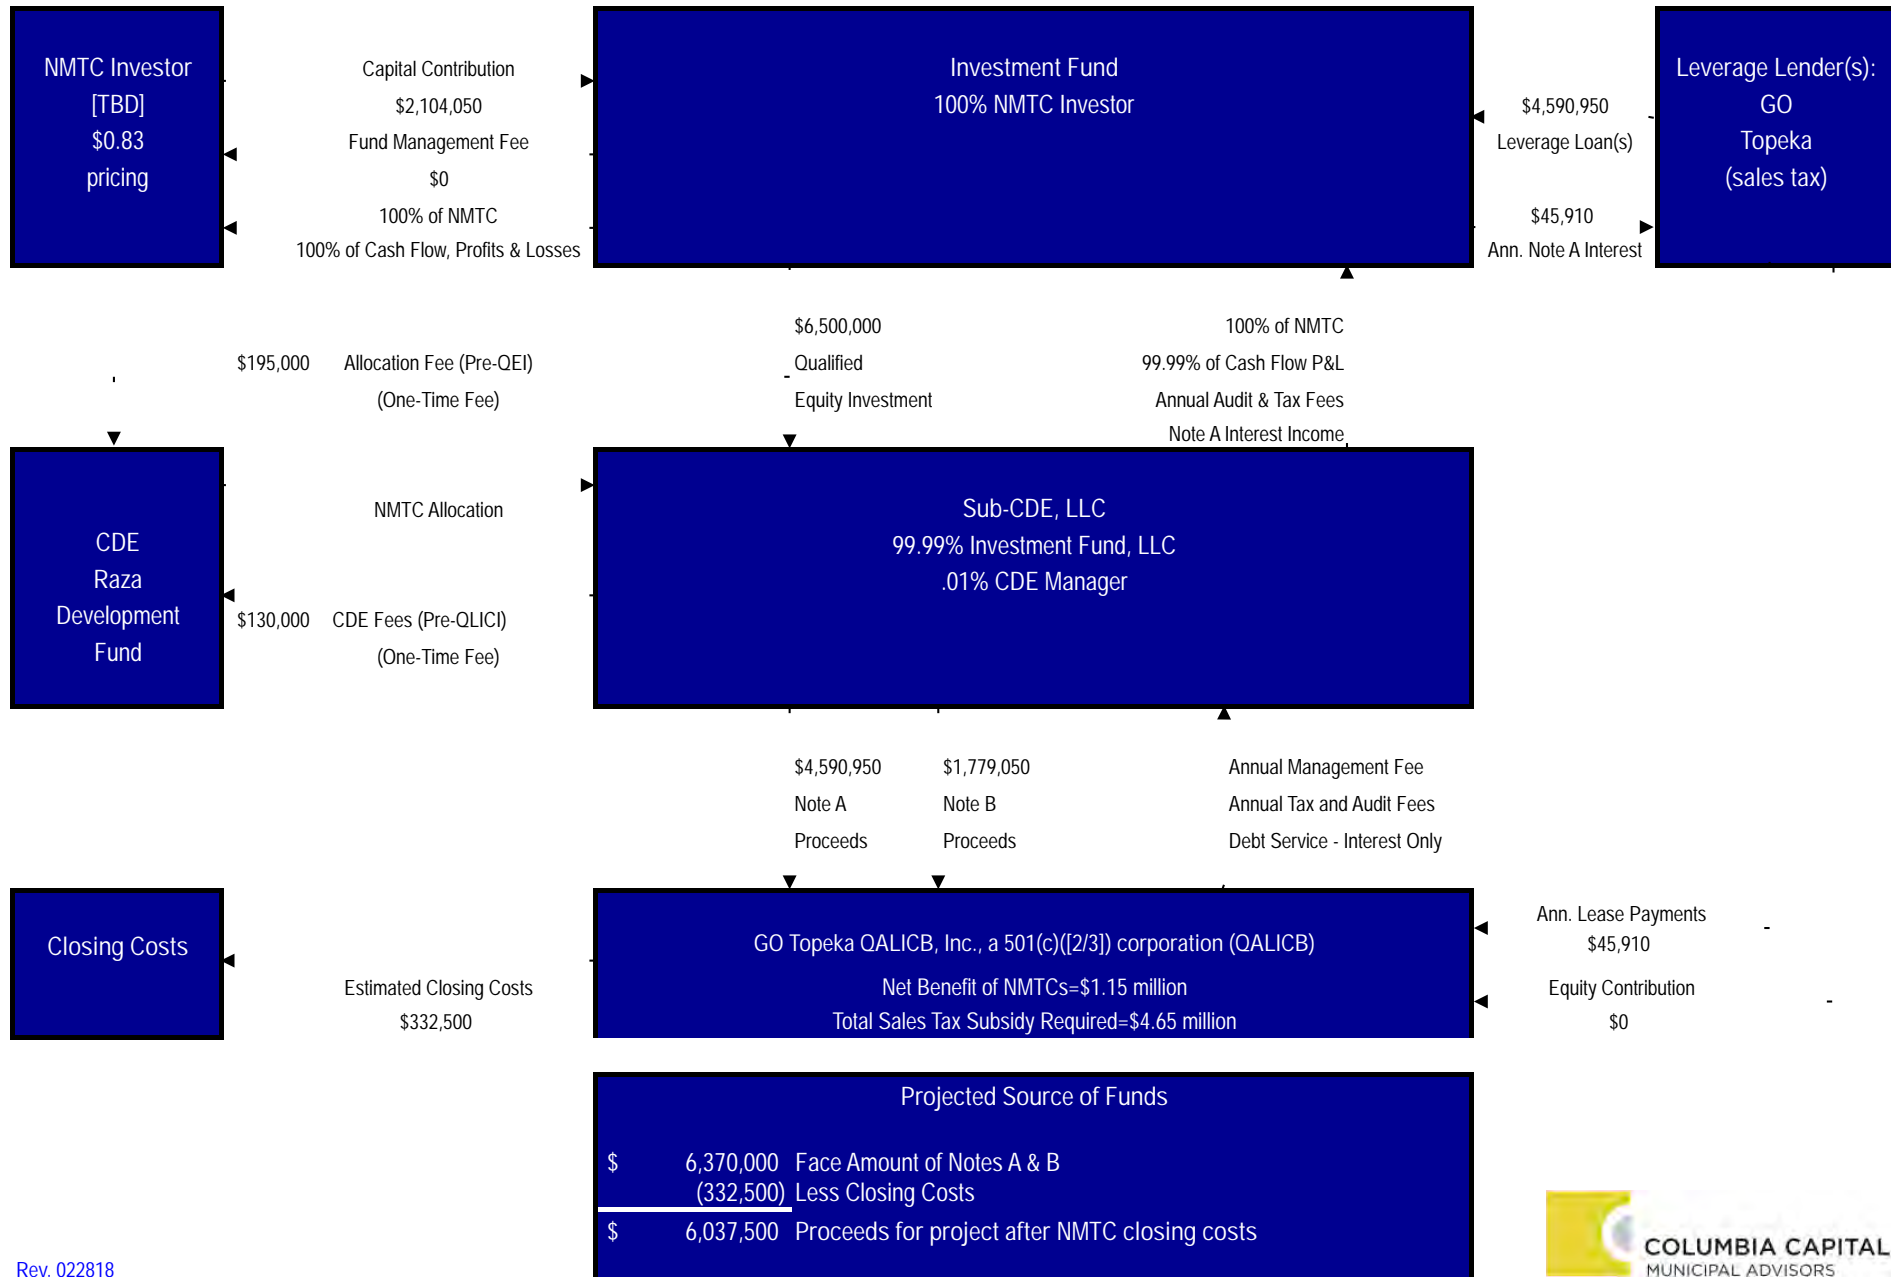 NMTC Investor
[TBD]
$0.83
pricing
Capital Contribution
$2,104,050
Fund Management Fee
$0
100% of NMTC
100% of Cash Flow, Profits & Losses
Investment Fund
100% NMTC Investor
$4,590,950
Leverage Loan(s)
$45,910
Ann. Note A Interest
Leverage Lender(s):
GO
Topeka
(sales tax)
$195,000 Allocation Fee (Pre-QEI)
(One-Time Fee)
$6,500,000
Qualified
Equity Investment
100% of NMTC
99.99% of Cash Flow P&L
Annual Audit & Tax Fees
Note A Interest Income
CDE
Raza
Development
Fund
NMTC Allocation
$130,000 CDE Fees (Pre-QLICI)
(One-Time Fee)
Sub-CDE, LLC
99.99% Investment Fund, LLC
.01% CDE Manager
$4,590,950
Note A
Proceeds
$1,779,050
Note B
Proceeds
Annual Management Fee
Annual Tax and Audit Fees
Debt Service - Interest Only
Closing Costs
Estimated Closing Costs
$332,500
GO Topeka QALICB, Inc., a 501(c)([2/3]) corporation (QALICB)
Net Benefit of NMTCs=$1.15 million
Total Sales Tax Subsidy Required=$4.65 million
Ann. Lease Payments
$45,910
Equity Contribution
$0
Projected Source of Funds
$ 6,370,000 Face Amount of Notes A & B
(332,500) Less Closing Costs
$ 6,037,500 Proceeds for project after NMTC closing costs
Rev. 022818
COLUMBIA CAPITAL
MUNICIPAL ADVISORS